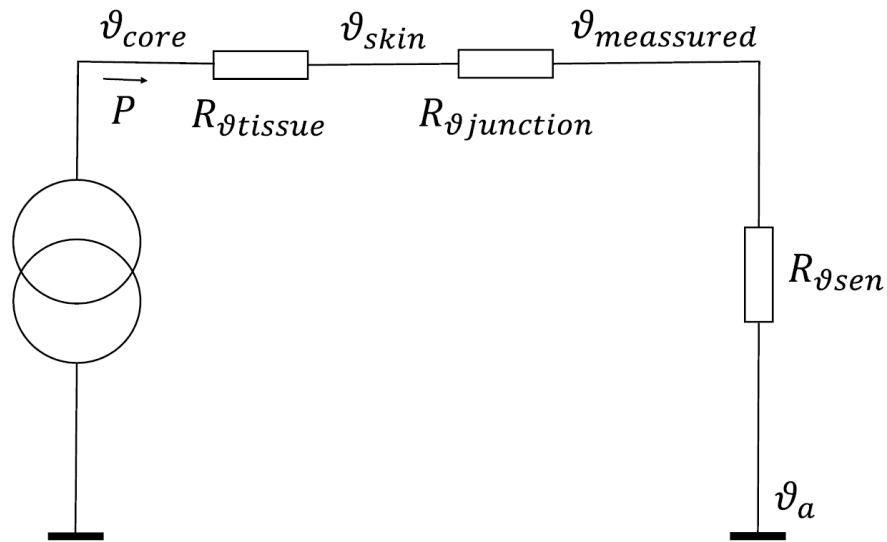 ϑcore
ϑskin
ϑmeassured
P
Rϑtissue
Rϑjunction
Rϑsen
ϑa